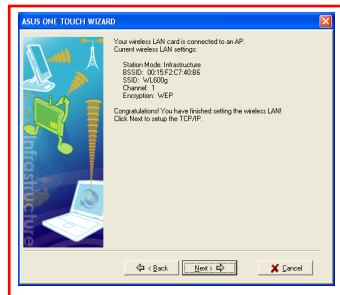 ASUS ONE TOUCH WIZARD
Your wireless LAN card is connected to an AP.
Current wireless LAN settings:
Station Mode: Infrastructure
BSSID: 00:15:F2:C7:40:B6
SSID: WL600g
Channel: 1
Encryption: WEP
Congratulations! You have finished setting the wireless LAN!
Click Next to setup the TCP/IP.
Infrastructure
< Back
Next >
Cancel